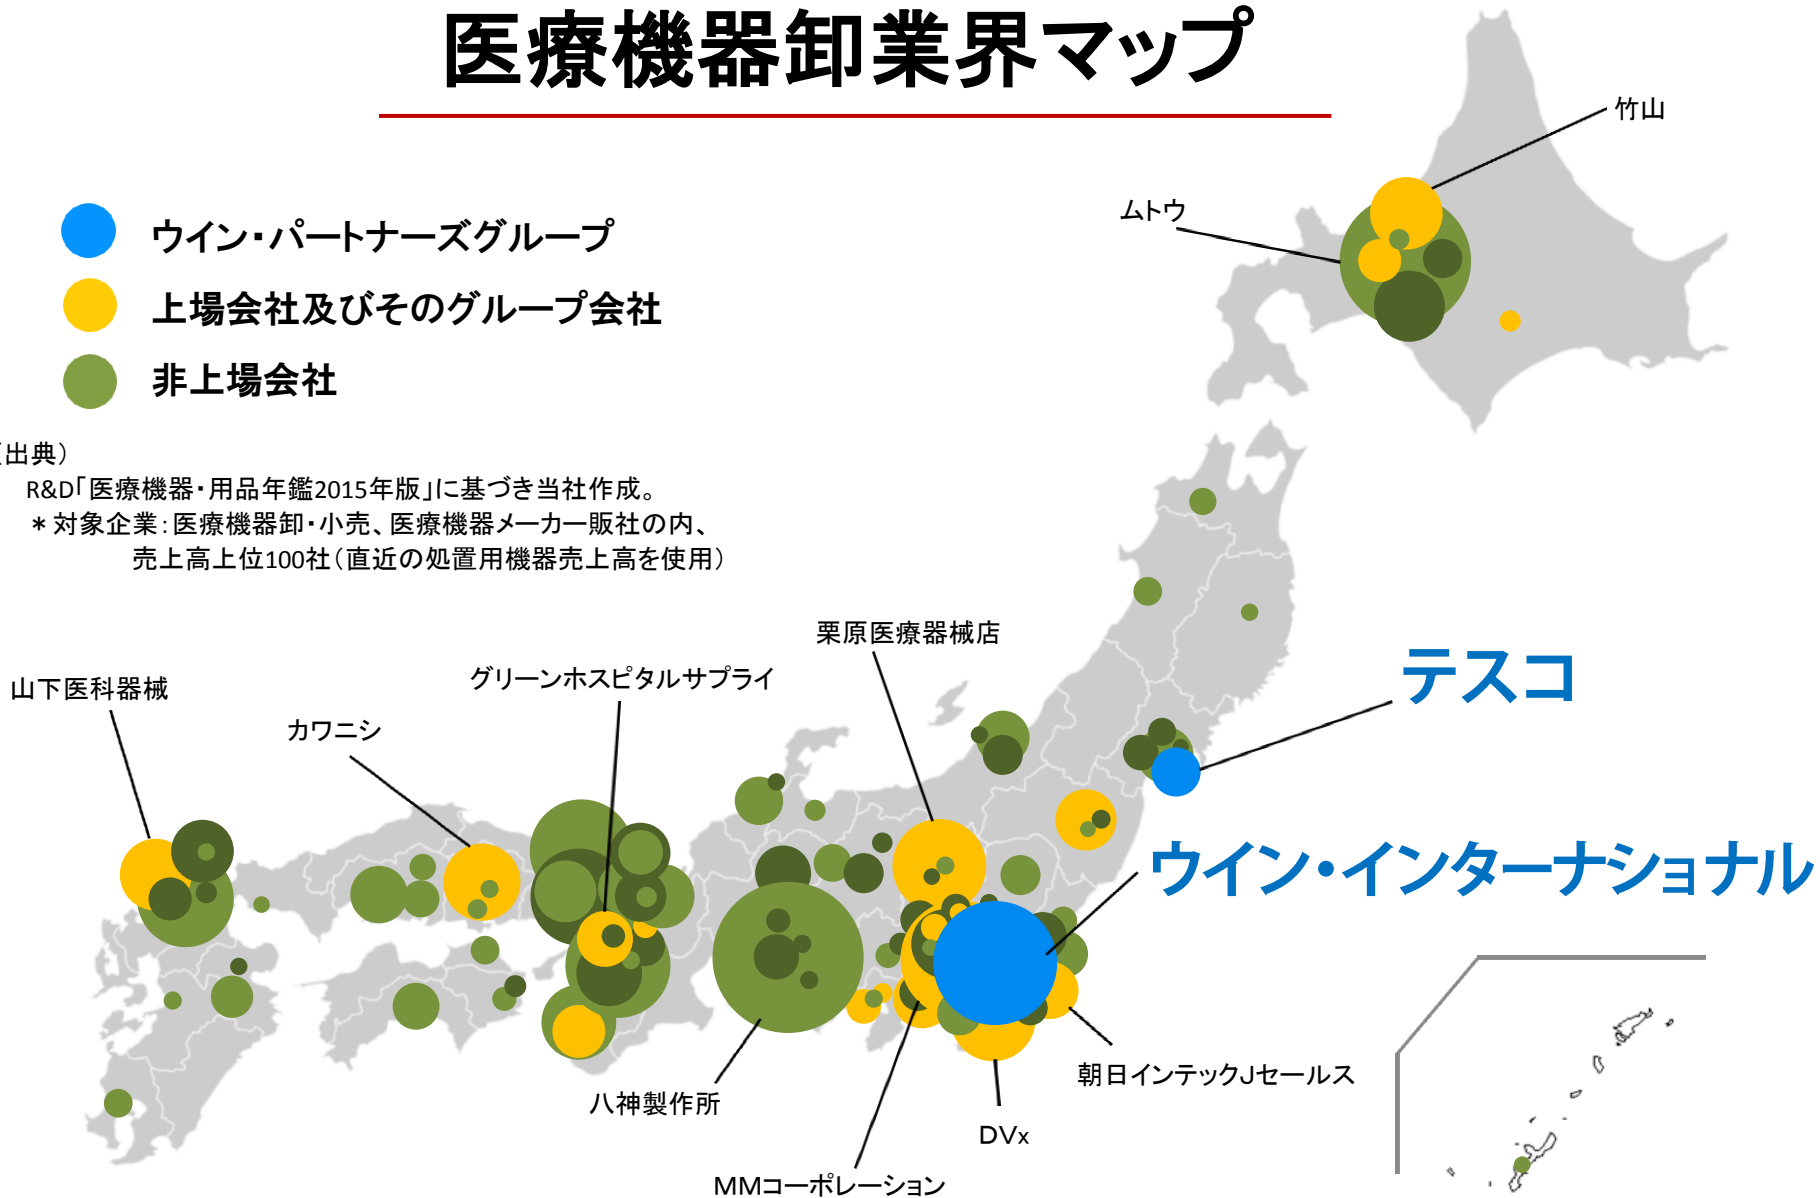 医療機器卸業界マップ
竹山
ムトウ
ウイン・パートナーズグループ
上場会社及びそのグループ会社
非上場会社
（出典）
R&D「医療機器・用品年鑑2015年版」に基づき当社作成。
＊対象企業：医療機器卸・小売、医療機器メーカー販社の内、
売上高上位100社（直近の処置用機器売上高を使用）
栗原医療器械店
テスコ
グリーンホスピタルサプライ
山下医科器械
カワニシ
ウイン・インターナショナル
朝日インテックJセールス
八神製作所
DVx
MMコーポレーション